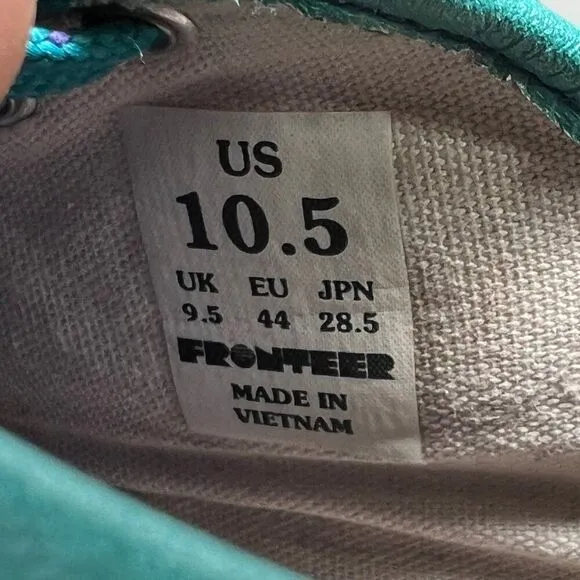 US
10.5
UK EU JPN
9.5 44 28.5
FRONTEER
MADE IN
VIETNAM